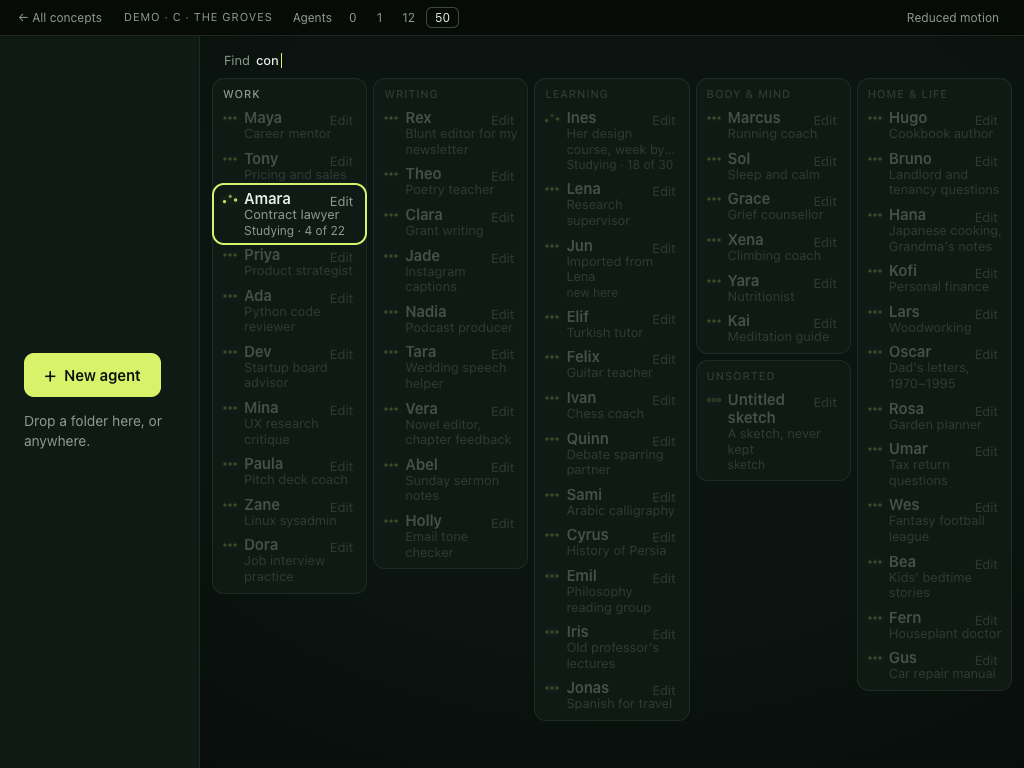 ← All concepts
DEMO · C · THE GROVES
Agents 0 1 12 50
Reduced motion
+ New agent
Drop a folder here, or
anywhere.
Find con
WORK
Maya Edit
Career mentor
Tony Edit
Pricing and sales
Amara Edit
Contract lawyer
Studying · 4 of 22
Priya Edit
Product strategist
Ada Edit
Python code
reviewer
Dev Edit
Startup board
advisor
Mina Edit
UX research
critique
Paula Edit
Pitch deck coach
Zane Edit
Linux sysadmin
Dora Edit
Job interview
practice
WRITING
Rex Edit
Blunt editor for my
newsletter
Theo Edit
Poetry teacher
Clara Edit
Grant writing
Jade Edit
Instagram
captions
Nadia Edit
Podcast producer
Tara Edit
Wedding speech
helper
Vera Edit
Novel editor,
chapter feedback
Abel Edit
Sunday sermon
notes
Holly Edit
Email tone
checker
LEARNING
Ines Edit
Her design
course, week by…
Studying · 18 of 30
Lena Edit
Research
supervisor
Jun Edit
Imported from
Lena
new here
Elif Edit
Turkish tutor
Felix Edit
Guitar teacher
Ivan Edit
Chess coach
Quinn Edit
Debate sparring
partner
Sami Edit
Arabic calligraphy
Cyrus Edit
History of Persia
Emil Edit
Philosophy
reading group
Iris Edit
Old professor's
lectures
Jonas Edit
Spanish for travel
BODY & MIND
Marcus Edit
Running coach
Sol Edit
Sleep and calm
Grace Edit
Grief counsellor
Xena Edit
Climbing coach
Yara Edit
Nutritionist
Kai Edit
Meditation guide
UNSORTED
Untitled Edit
sketch
A sketch, never
kept
sketch
HOME & LIFE
Hugo Edit
Cookbook author
Bruno Edit
Landlord and
tenancy questions
Hana Edit
Japanese cooking,
Grandma's notes
Kofi Edit
Personal finance
Lars Edit
Woodworking
Oscar Edit
Dad's letters,
1970–1995
Rosa Edit
Garden planner
Umar Edit
Tax return
questions
Wes Edit
Fantasy football
league
Bea Edit
Kids' bedtime
stories
Fern Edit
Houseplant doctor
Gus Edit
Car repair manual